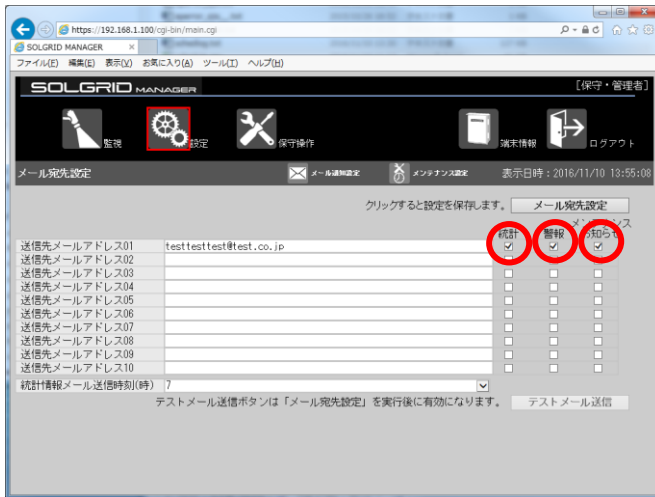 https://192.168.1.100/cgi-bin/main.cgi
SOLGRID MANAGER ×
ファイル(F) 編集(E) 表示(V) お気に入り(A) ツール(T) ヘルプ(H)
SOLGRID MANAGER [保守・管理者]
監視 設定 保守操作 端末情報 ログアウト
メール宛先設定 メール通知設定 メンテナンス設定 表示日時:2016/11/10 13:55:08
クリックすると設定を保存します。 メール宛先設定
メンテナンス
統計 警報 お知らせ
送信先メールアドレス01 testtesttest@test.co.jp
送信先メールアドレス02
送信先メールアドレス03
送信先メールアドレス04
送信先メールアドレス05
送信先メールアドレス06
送信先メールアドレス07
送信先メールアドレス08
送信先メールアドレス09
送信先メールアドレス10
統計情報メール送信時刻(時) 7
テストメール送信ボタンは「メール宛先設定」を実行後に有効になります。 テストメール送信